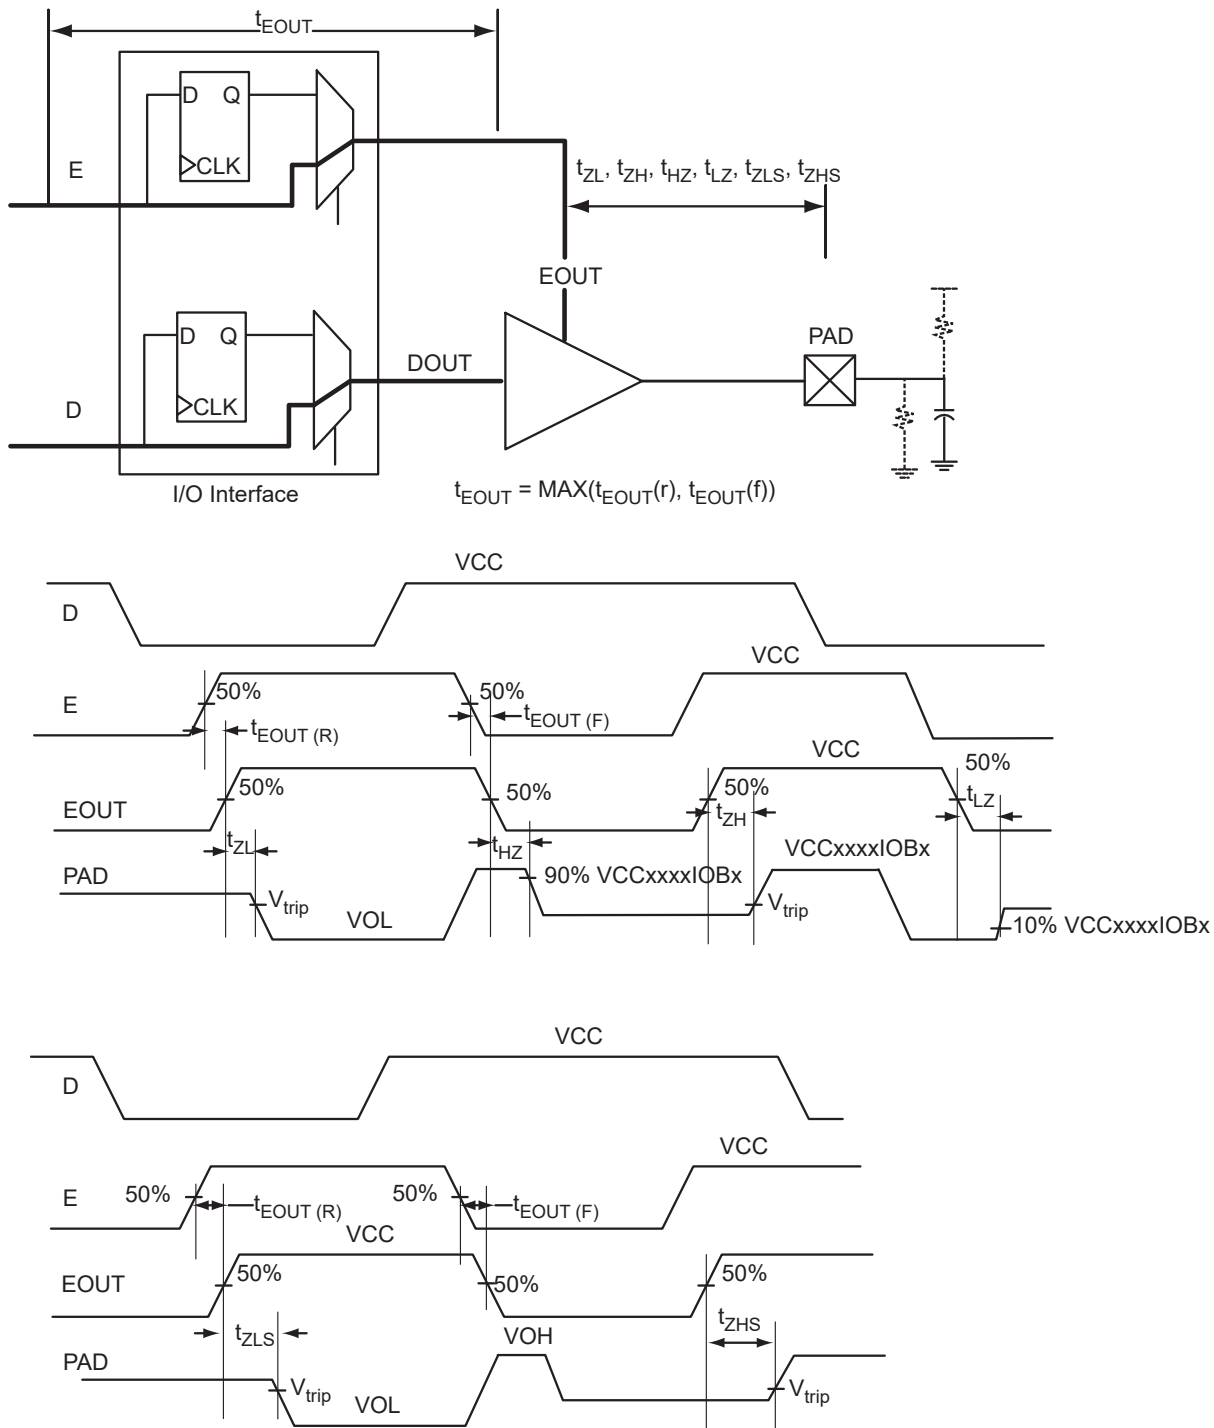 tEOUT
D Q
CLK
E
tZL, tZH, tHZ, tLZ, tZLS, tZHS
EOUT
D Q
CLK
DOUT
PAD
D
I/O Interface
tEOUT = MAX(tEOUT(r), tEOUT(f))
VCC
D
VCC
50%
50%
E
tEOUT (R)
tEOUT (F)
VCC
50%
50%
50%
50%
EOUT
tZL
tHZ
tZH
tLZ
VCCxxxxIOBx
PAD
90% VCCxxxxIOBx
Vtrip
VOL
Vtrip
10% VCCxxxxIOBx
VCC
D
VCC
E
50%
50%
tEOUT (R)
tEOUT (F)
VCC
EOUT
50%
50%
50%
tZLS
VOH
tZHS
PAD
Vtrip
VOL
Vtrip